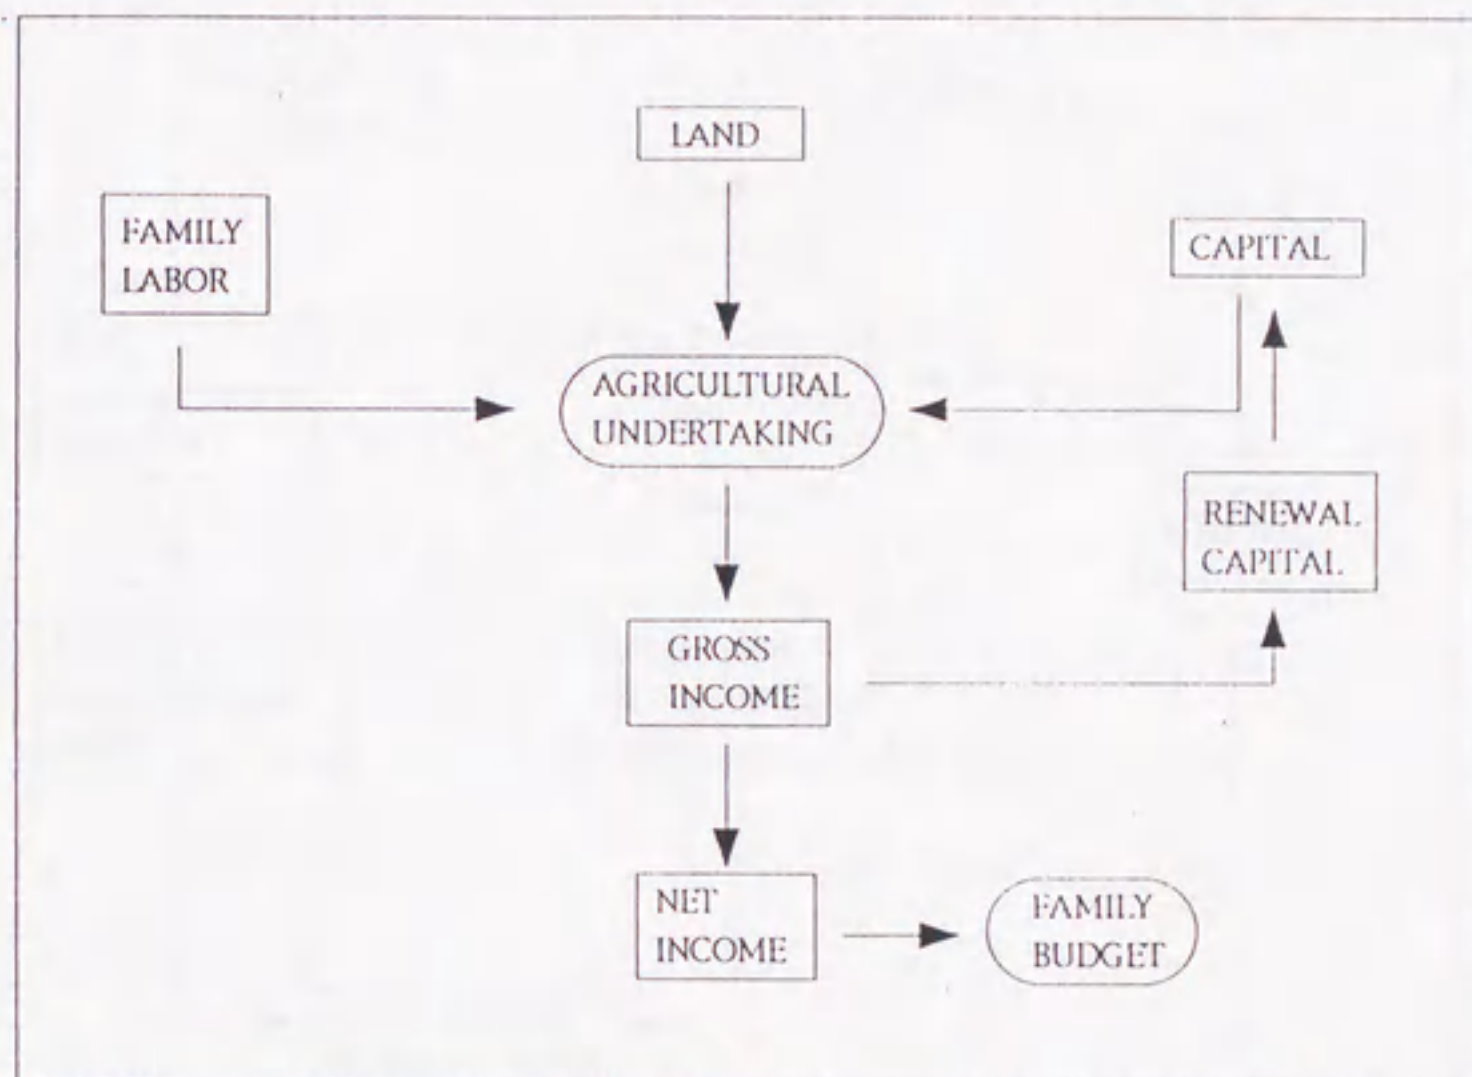 LAND
FAMILY
LABOR
CAPITAL
AGRICULTURAL
UNDERTAKING
RENEWAL
CAPITAL
GROSS
INCOME
NET
INCOME
FAMILY
BUDGET